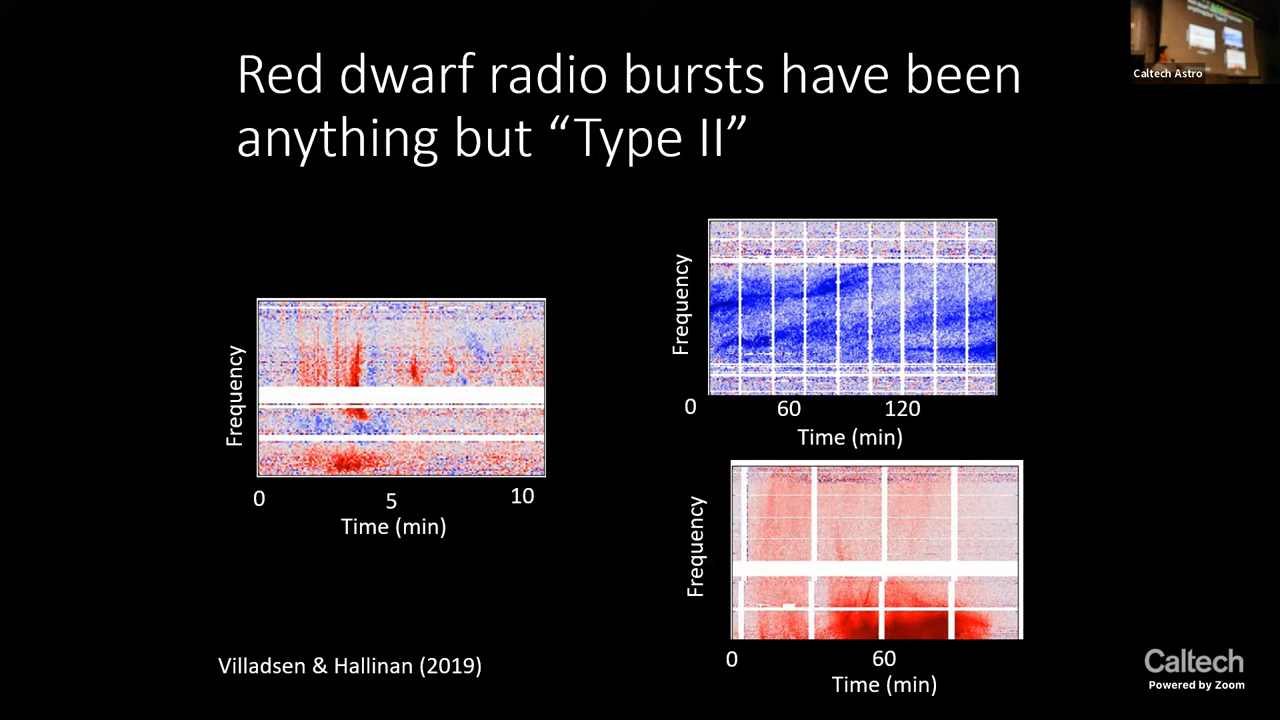 Red dwarf radio bursts have been
anything but “Type II”
Caltech Astro
Frequency
0
5
10
Time (min)
Frequency
0
60
120
Time (min)
Frequency
0
60
Time (min)
Villadsen & Hallinan (2019)
Caltech
Powered by Zoom